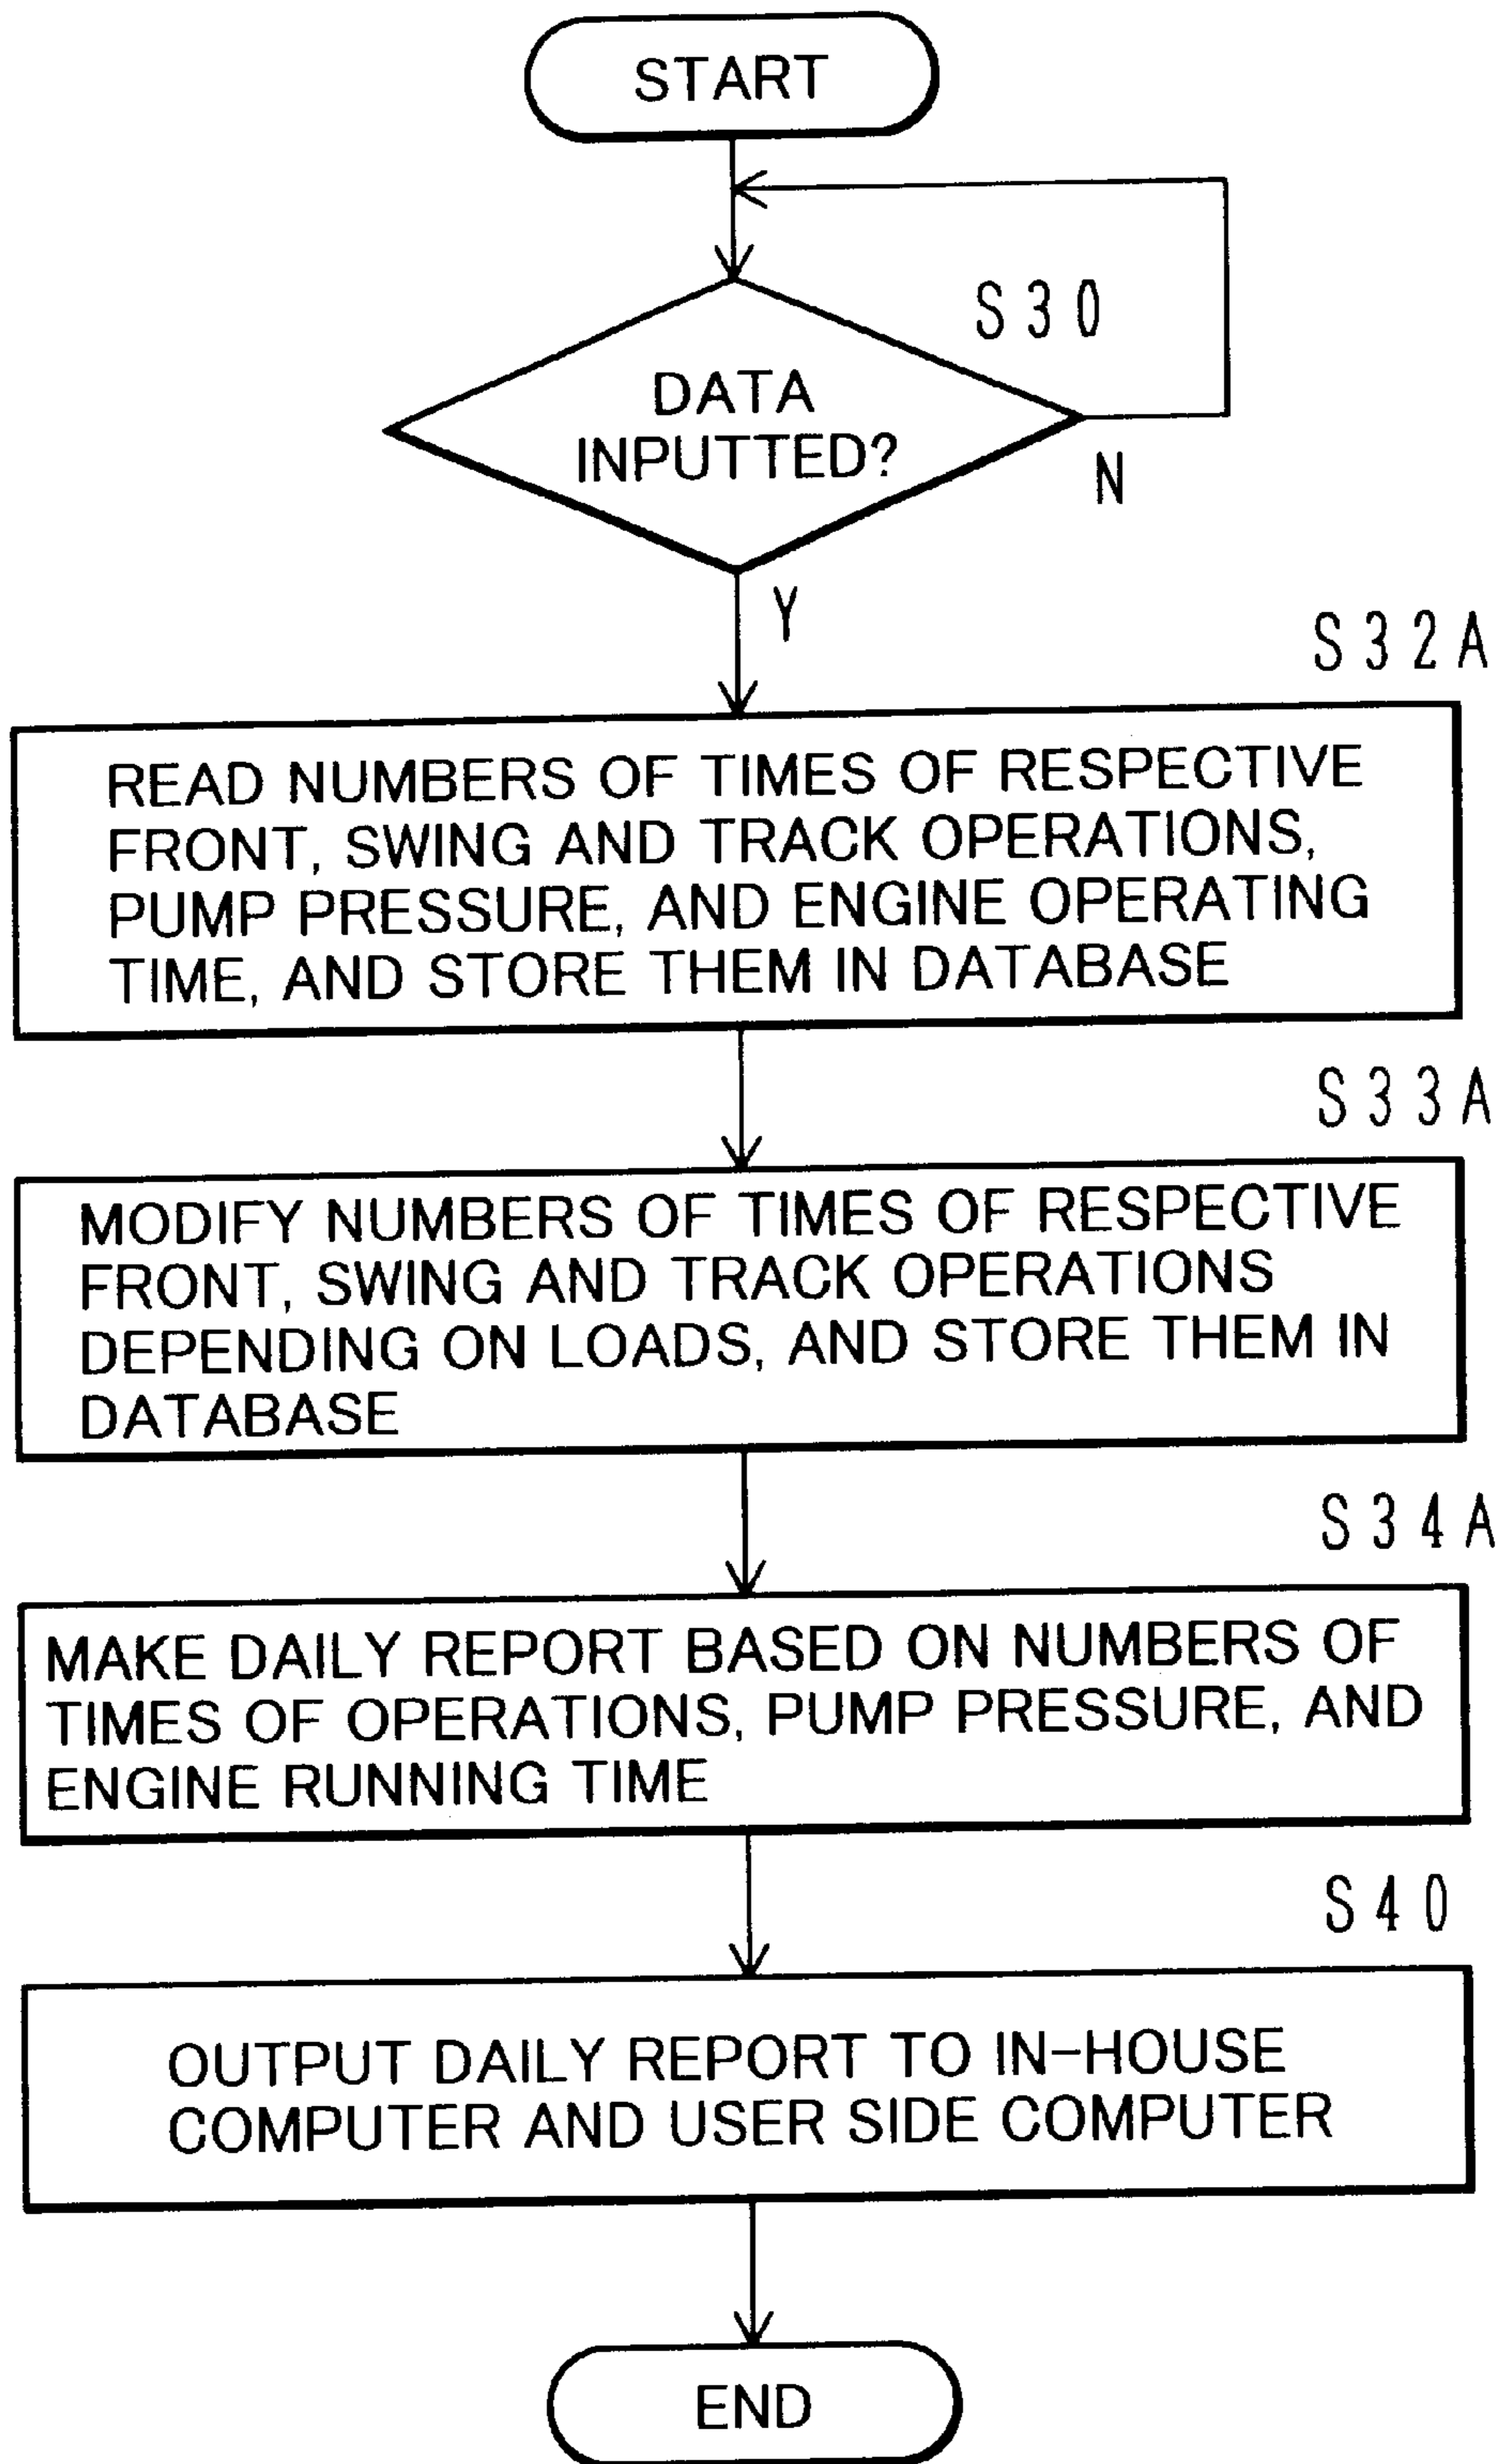 START
S30
DATA
INPUTTED?
N
Y
S32A
READ NUMBERS OF TIMES OF RESPECTIVE
FRONT, SWING AND TRACK OPERATIONS,
PUMP PRESSURE, AND ENGINE OPERATING
TIME, AND STORE THEM IN DATABASE
S33A
MODIFY NUMBERS OF TIMES OF RESPECTIVE
FRONT, SWING AND TRACK OPERATIONS
DEPENDING ON LOADS, AND STORE THEM IN
DATABASE
S34A
MAKE DAILY REPORT BASED ON NUMBERS OF
TIMES OF OPERATIONS, PUMP PRESSURE, AND
ENGINE RUNNING TIME
S40
OUTPUT DAILY REPORT TO IN-HOUSE
COMPUTER AND USER SIDE COMPUTER
END